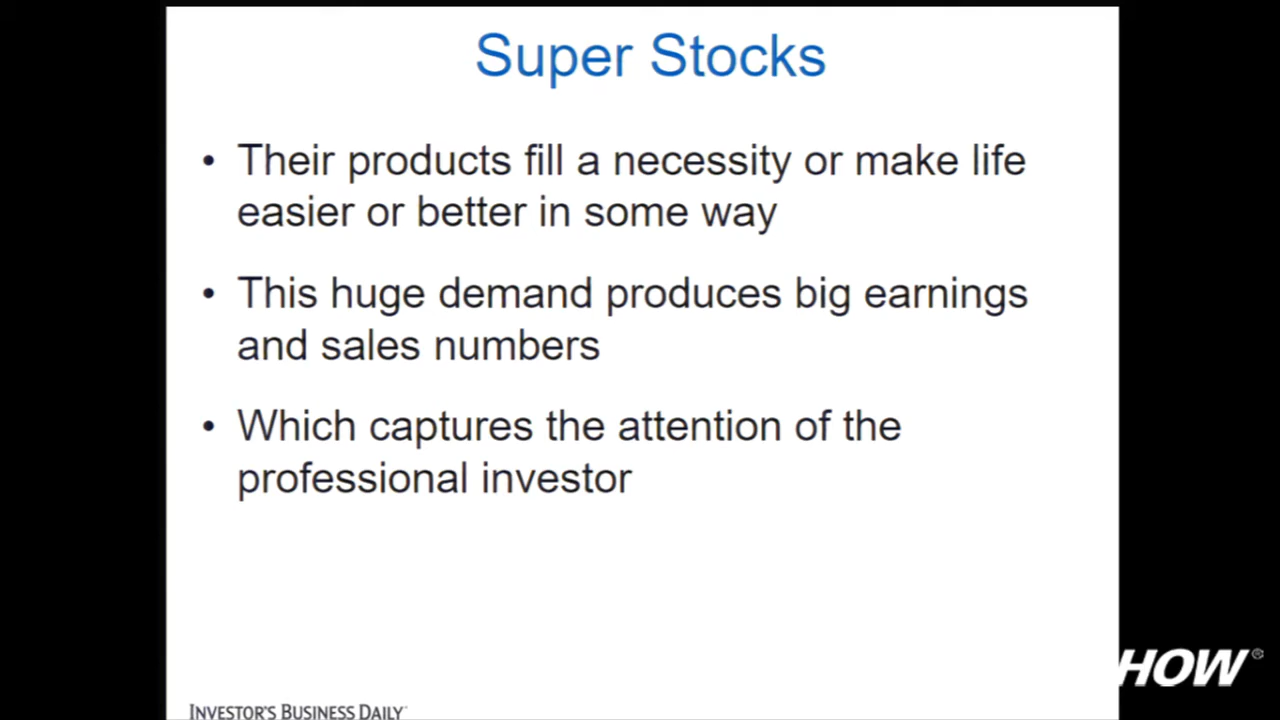 Super Stocks
• Their products fill a necessity or make life
easier or better in some way
• This huge demand produces big earnings
and sales numbers
• Which captures the attention of the
professional investor
HOW®
INVESTOR'S BUSINESS DAILY